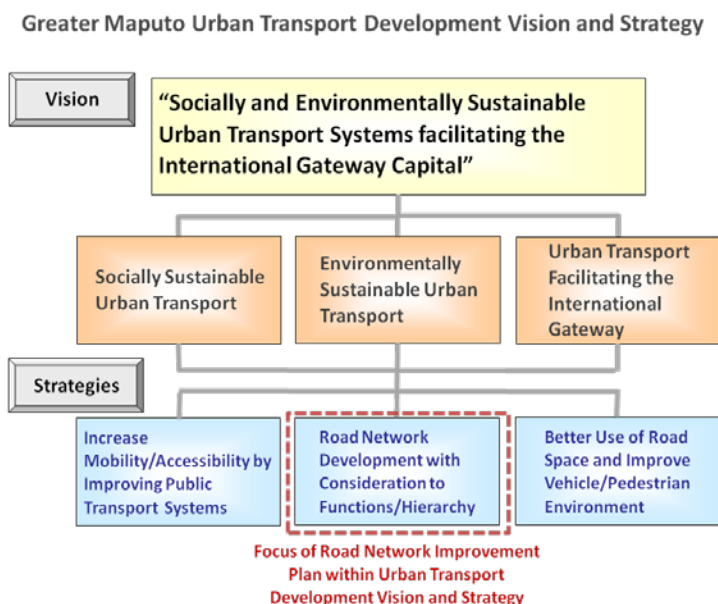 Greater Maputo Urban Transport Development Vision and Strategy
Vision
“Socially and Environmentally Sustainable
Urban Transport Systems facilitating the
International Gateway Capital”
Socially Sustainable
Urban Transport
Environmentally
Sustainable Urban
Transport
Urban Transport
Facilitating the
International
Gateway
Strategies
Increase
Mobility/Accessibility by
Improving Public
Transport Systems
Road Network
Development with
Consideration to
Functions/Hierarchy
Better Use of Road
Space and Improve
Vehicle/Pedestrian
Environment
Focus of Road Network Improvement
Plan within Urban Transport
Development Vision and Strategy